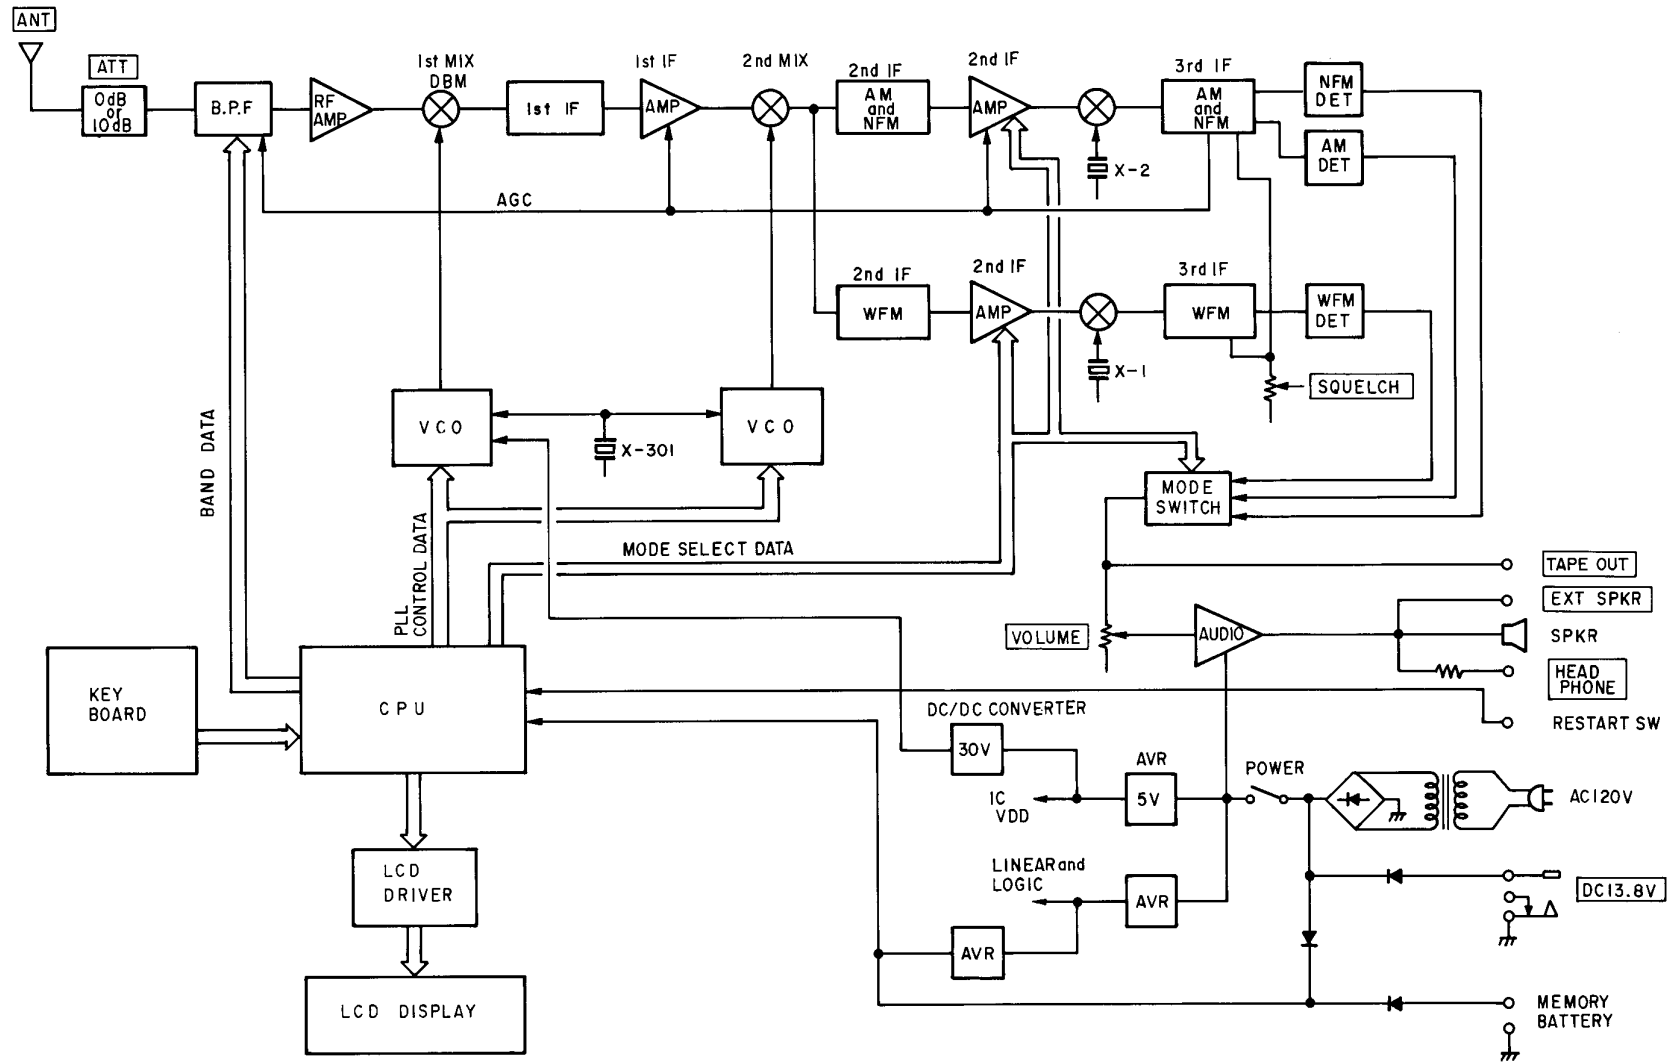 ANT
ATT
0dB
or
10dB
B.P.F
RF
AMP
1st MIX
DBM
1st IF
1st IF
AMP
2nd MIX
2nd IF
AM
and
NFM
2nd IF
AMP
X-2
3rd IF
AM
and
NFM
NFM
DET
AM
DET
AGC
2nd IF
WFM
2nd IF
AMP
X-1
3rd IF
WFM
WFM
DET
SQUELCH
VCO
X-301
VCO
BAND DATA
PLL
CONTROL DATA
MODE SELECT DATA
MODE
SWITCH
TAPE OUT
EXT SPKR
VOLUME
AUDIO
SPKR
HEAD
PHONE
RESTART SW
KEY
BOARD
CPU
DC/DC CONVERTER
30V
AVR
5V
POWER
IC
VDD
AC120V
LINEAR and
LOGIC
AVR
DC13.8V
LCD
DRIVER
AVR
LCD DISPLAY
MEMORY
BATTERY